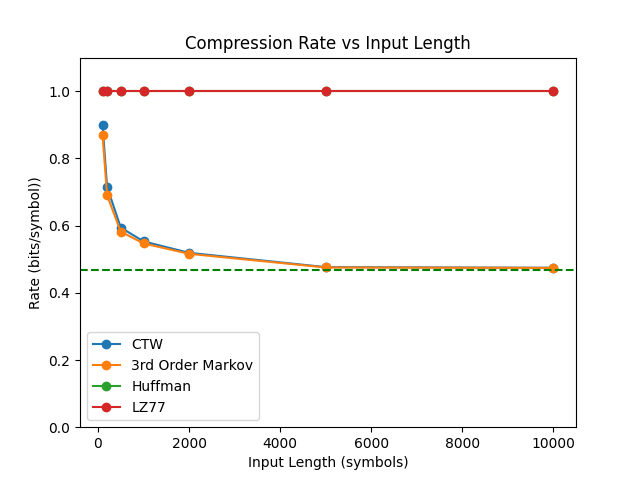 Compression Rate vs Input Length
Rate (bits/symbol))
1.0
0.8
0.6
0.4
0.2
0.0
CTW
3rd Order Markov
Huffman
LZ77
0 2000 4000 6000 8000 10000
Input Length (symbols)